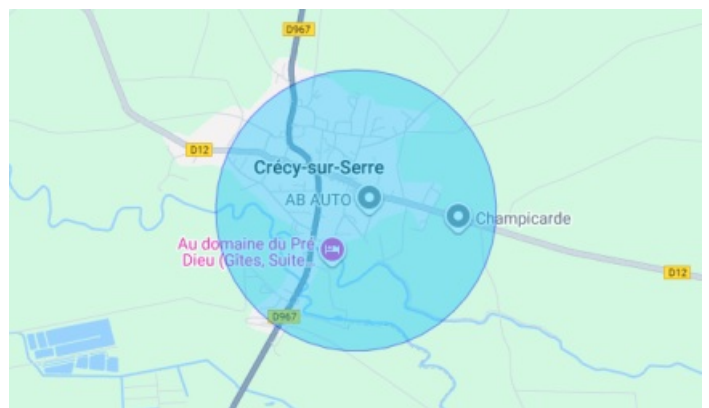 D967
D12
Crécy-sur-Serre
AB AUTO
Champicarde
Au domaine du Pré
Dieu (Gîtes, Suite...
D12
D967